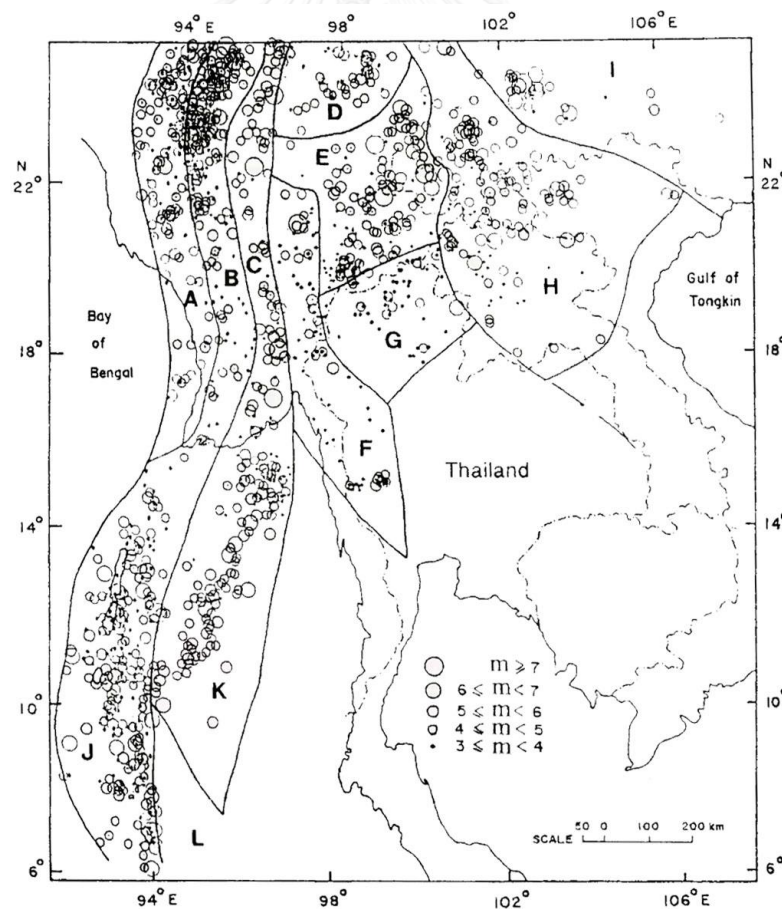 94° E 98° 102° E 106° E
I
D
E
N
22°
N
22°
C
B
A
H
Gulf of
Tongkin
Bay
of
Bengal
G
18°
18°
F
Thailand
14°
14°
m ⩾ 7
6 ⩽ m < 7
5 ⩽ m < 6
4 ⩽ m < 5
3 ⩽ m < 4
K
10°
10°
J
SCALE 50 0 100 200 km
L
6°
6°
94° E 98° 102° 106°E